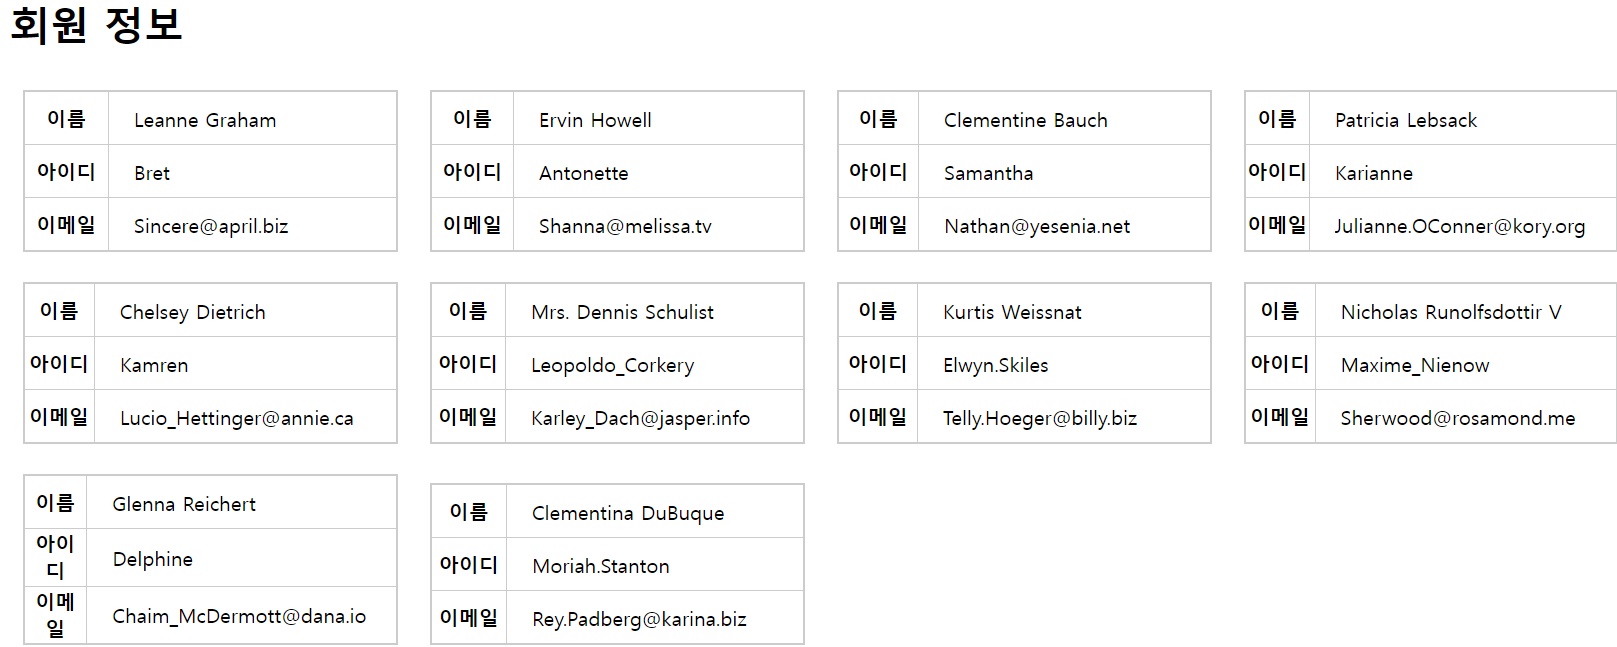 회원 정보
이름 Leanne Graham
아이디 Bret
이메일 Sincere@april.biz
이름 Ervin Howell
아이디 Antonette
이메일 Shanna@melissa.tv
이름 Clementine Bauch
아이디 Samantha
이메일 Nathan@yesenia.net
이름 Patricia Lebsack
아이디 Karianne
이메일 Julianne.OConner@kory.org
이름 Chelsey Dietrich
아이디 Kamren
이메일 Lucio_Hettinger@annie.ca
이름 Mrs. Dennis Schulist
아이디 Leopoldo_Corkery
이메일 Karley_Dach@jasper.info
이름 Kurtis Weissnat
아이디 Elwyn.Skiles
이메일 Telly.Hoeger@billy.biz
이름 Nicholas Runolfsdottir V
아이디 Maxime_Nienow
이메일 Sherwood@rosamond.me
이름 Glenna Reichert
아이
디 Delphine
이메
일 Chaim_McDermott@dana.io
이름 Clementina DuBuque
아이디 Moriah.Stanton
이메일 Rey.Padberg@karina.biz